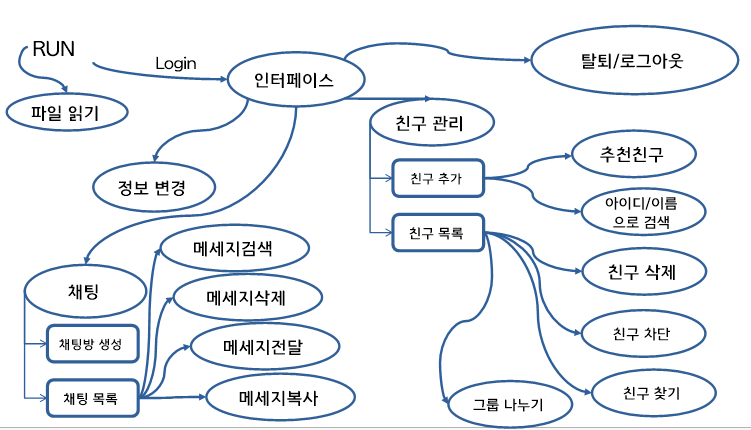 RUN
Login
인터페이스
탈퇴/로그아웃
파일 읽기
친구 관리
정보 변경
친구 추가
추천친구
아이디/이름
으로 검색
친구 목록
메세지검색
친구 삭제
채팅
메세지삭제
채팅방 생성
메세지전달
친구 차단
채팅 목록
메세지복사
그룹 나누기
친구 찾기